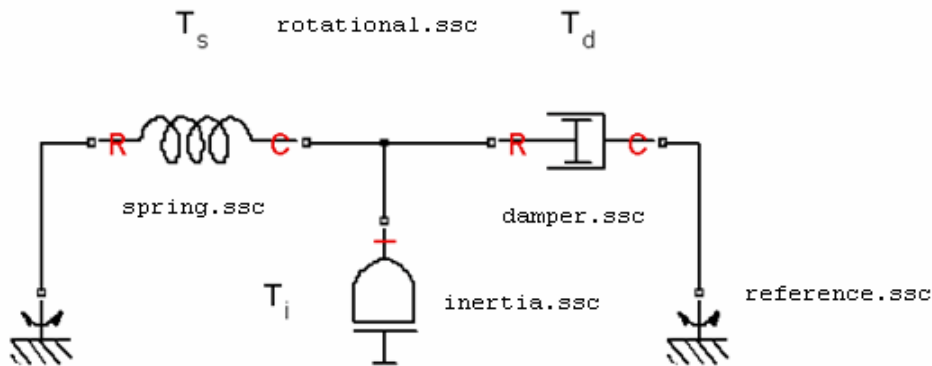 Ts rotational.ssc Td
R C R C
spring.ssc damper.ssc
Ti inertia.ssc reference.ssc